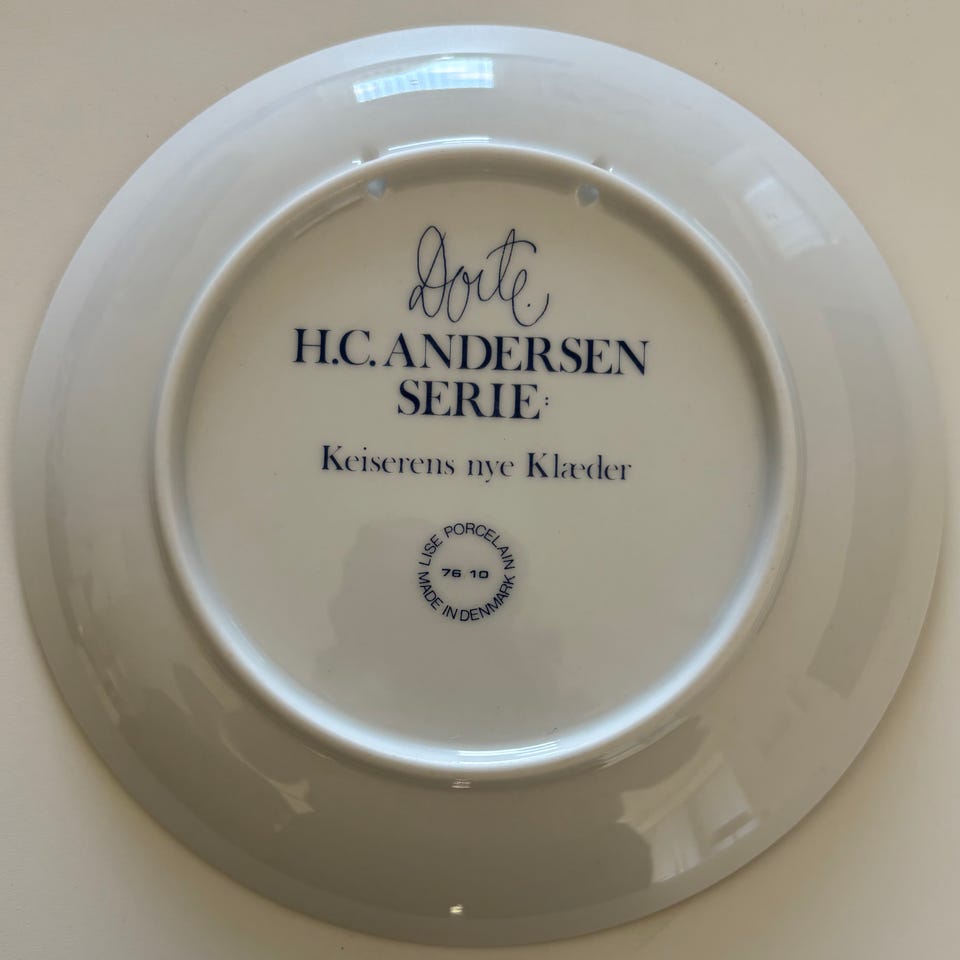 Dorte.
H.C. ANDERSEN
SERIE:
Keiserens nye Klæder
LISE PORCELAIN
76 10
MADE IN DENMARK